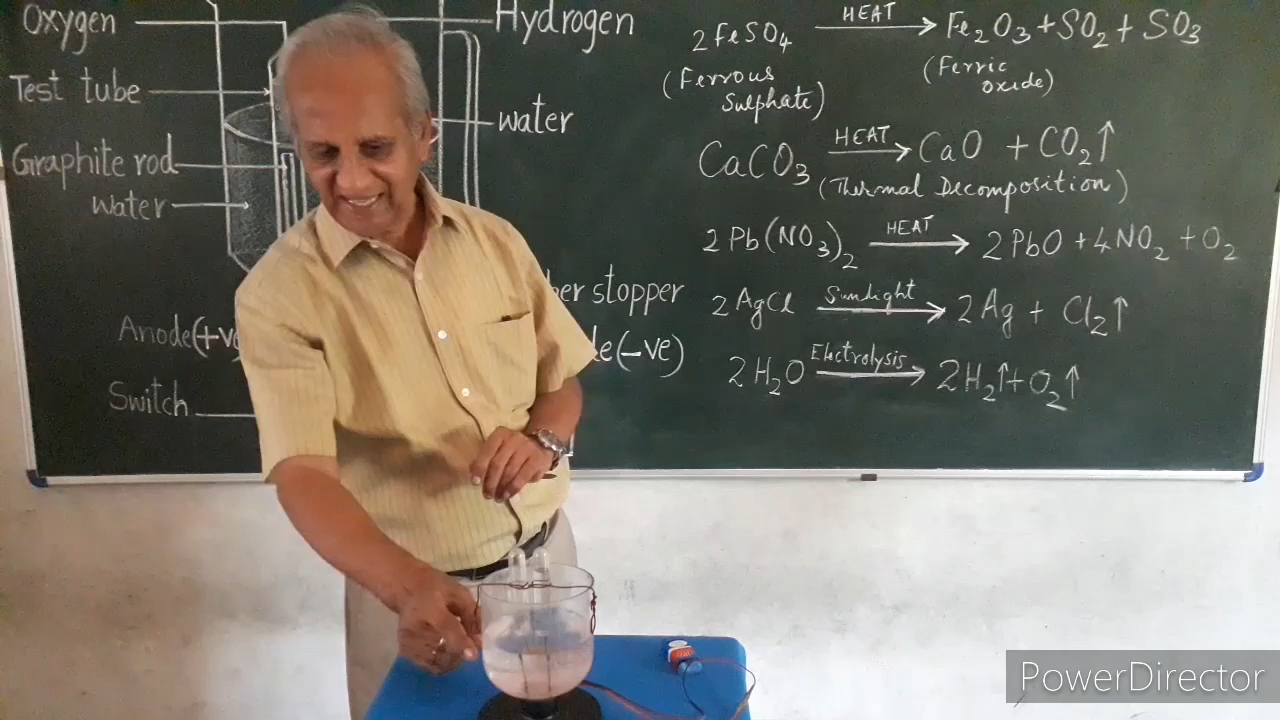 Oxygen
Test tube
Graphite rod
water
Anode(+ve
Switch
Hydrogen
water
ber stopper
de(-ve)
2FeSO₄ HEAT → Fe₂O₃ + SO₂ + SO₃
(Ferrous Sulphate) (Ferric oxide)
CaCO₃ HEAT → CaO + CO₂↑
(Thermal Decomposition)
2Pb(NO₃)₂ HEAT → 2PbO + 4NO₂ + O₂
2AgCl Sunlight → 2Ag + Cl₂↑
2H₂O Electrolysis → 2H₂↑ + O₂↑
PowerDirector